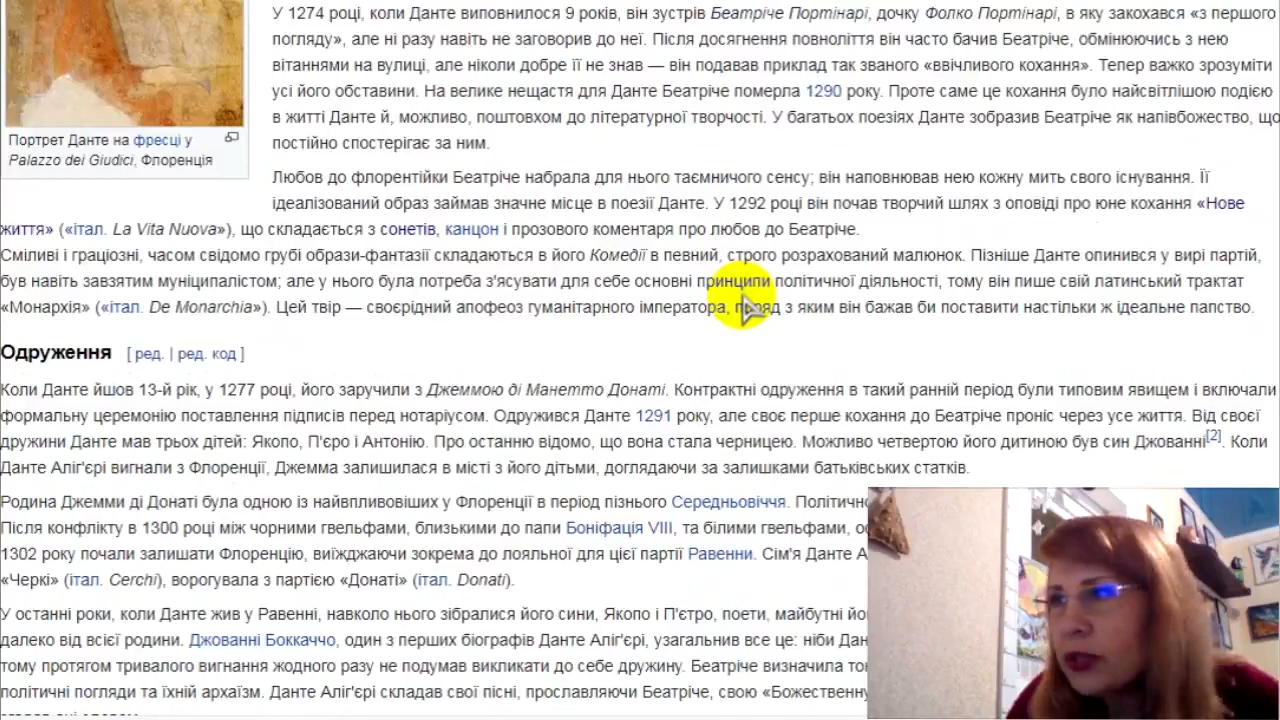 У 1274 році, коли Данте виповнилося 9 років, він зустрів Беатріче Портінарі, дочку Фолко Портінарі, в яку закохався «з першого
погляду», але ні разу навіть не заговорив до неї. Після досягнення повноліття він часто бачив Беатріче, обмінюючись з нею
вітаннями на вулиці, але ніколи добре її не знав — він подавав приклад так званого «ввічливого кохання». Тепер важко зрозуміти
усі його обставини. На велике нещастя для Данте Беатріче померла 1290 року. Проте саме це кохання було найсвітлішою подією
в житті Данте й, можливо, поштовхом до літературної творчості. У багатьох поезіях Данте зобразив Беатріче як напівбожество, що
постійно спостерігає за ним.
Портрет Данте на фресці у
Palazzo dei Giudici, Флоренція
Любов до флорентійки Беатріче набрала для нього таємничого сенсу; він наповнював нею кожну мить свого існування. Її
ідеалізований образ займав значне місце в поезії Данте. У 1292 році він почав творчий шлях з оповіді про юне кохання «Нове
життя» («італ. La Vita Nuova»), що складається з сонетів, канцон і прозового коментаря про любов до Беатріче.
Сміливі і граціозні, часом свідомо грубі образи-фантазії складаються в його Комедії в певний, строго розрахований малюнок. Пізніше Данте опинився у вирі партій,
був навіть завзятим муніципалістом; але у нього була потреба з'ясувати для себе основні принципи політичної діяльності, тому він пише свій латинський трактат
«Монархія» («італ. De Monarchia»). Цей твір — своєрідний апофеоз гуманітарного імператора, поряд з яким він бажав би поставити настільки ж ідеальне папство.
Одруження [ ред. | ред. код ]
Коли Данте йшов 13-й рік, у 1277 році, його заручили з Джеммою ді Манетто Донаті. Контрактні одруження в такий ранній період були типовим явищем і включали
формальну церемонію поставлення підписів перед нотаріусом. Одружився Данте 1291 року, але своє перше кохання до Беатріче проніс через усе життя. Від своєї
дружини Данте мав трьох дітей: Якопо, П'єро і Антонію. Про останню відомо, що вона стала черницею. Можливо четвертою його дитиною був син Джованні[2]. Коли
Данте Аліг'єрі вигнали з Флоренції, Джемма залишилася в місті з його дітьми, доглядаючи за залишками батьківських статків.
Родина Джемми ді Донаті була одною із найвпливовіших у Флоренції в період пізнього Середньовіччя.
Після конфлікту в 1300 році між чорними гвельфами, близькими до папи Боніфація VIII, та білими гвельфами,
1302 року почали залишати Флоренцію, виїжджаючи зокрема до лояльної для цієї партії Равенни. Сім'я Данте А
«Черкі» (італ. Cerchi), ворогувала з партією «Донаті» (італ. Donati).
У останні роки, коли Данте жив у Равенні, навколо нього зібралися його сини, Якопо і П'єтро, поети, майбутні
далеко від всієї родини. Джованні Боккаччо, один з перших біографів Данте Аліг'єрі, узагальнив все це: ніби
тому протягом тривалого вигнання жодного разу не подумав викликати до себе дружину. Беатріче визначила
політичні погляди та їхній архаїзм. Данте Аліг'єрі складав свої пісні, прославляючи Беатріче, свою